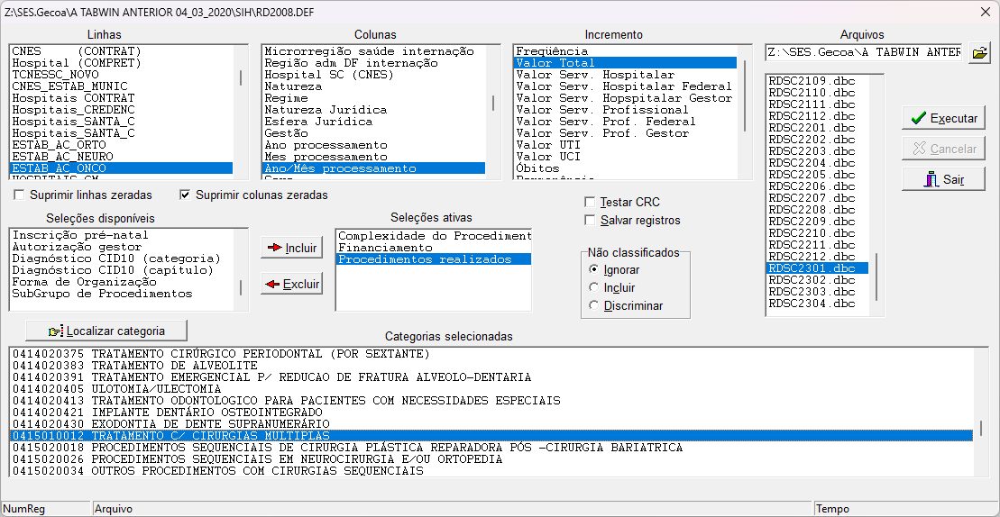 Z:\SES.Gecoa\A TABWIN ANTERIOR 04_03_2020\SIH\RD2008.DEF
Linhas
CNES (CONTRAT)
Hospital (COMPRET)
TCNESSC_NOVO
CNES_ESTAB_MUNIC
Hospitais CONTRAT
Hospitais_CREDENC
Hospitais_SANTA_C
Hospitais_SANTA_C
ESTAB_AC_ORTO
ESTAB_AC_NEURO
ESTAB_AC_ONCO
Colunas
Microrregião saúde internação
Região adm DF internação
Hospital SC (CNES)
Natureza
Regime
Natureza Jurídica
Esfera Jurídica
Gestão
Ano processamento
Mes processamento
Ano/Mês processamento
Incremento
Freqüência
Valor Total
Valor Serv. Hospitalar
Valor Serv. Hospitalar Federal
Valor Serv. Hopspitalar Gestor
Valor Serv. Profissional
Valor Serv. Prof. Federal
Valor Serv. Prof. Gestor
Valor UTI
Valor UCI
Óbitos
Arquivos
Z:\SES.Gecoa\A TABWIN ANTER
RDSC2109.dbc
RDSC2110.dbc
RDSC2111.dbc
RDSC2112.dbc
RDSC2201.dbc
RDSC2202.dbc
RDSC2203.dbc
RDSC2204.dbc
RDSC2205.dbc
RDSC2206.dbc
RDSC2207.dbc
RDSC2208.dbc
RDSC2209.dbc
RDSC2210.dbc
RDSC2211.dbc
RDSC2212.dbc
RDSC2301.dbc
RDSC2302.dbc
RDSC2303.dbc
RDSC2304.dbc
Executar
Cancelar
Sair
Suprimir linhas zeradas
Suprimir colunas zeradas
Seleções disponíveis
Inscrição pré-natal
Autorização gestor
Diagnóstico CID10 (categoria)
Diagnóstico CID10 (capítulo)
Forma de Organização
SubGrupo de Procedimentos
Incluir
Excluir
Seleções ativas
Complexidade do Procediment
Financiamento
Procedimentos realizados
Testar CRC
Salvar registros
Não classificados
Ignorar
Incluir
Discriminar
Localizar categoria
Categorias selecionadas
0414020375 TRATAMENTO CIRÚRGICO PERIODONTAL (POR SEXTANTE)
0414020383 TRATAMENTO DE ALVEOLITE
0414020391 TRATAMENTO EMERGENCIAL P/ REDUCAO DE FRATURA ALVEOLO-DENTARIA
0414020405 ULOTOMIA/ULECTOMIA
0414020413 TRATAMENTO ODONTOLOGICO PARA PACIENTES COM NECESSIDADES ESPECIAIS
0414020421 IMPLANTE DENTÁRIO OSTEOINTEGRADO
0414020430 EXODONTIA DE DENTE SUPRANUMERÁRIO
0415010012 TRATAMENTO C/ CIRURGIAS MULTIPLAS
0415020018 PROCEDIMENTOS SEQUENCIAIS DE CIRURGIA PLÁSTICA REPARADORA PÓS -CIRURGIA BARIATRICA
0415020026 PROCEDIMENTOS SEQUENCIAIS EM NEUROCIRURGIA E/OU ORTOPEDIA
0415020034 OUTROS PROCEDIMENTOS COM CIRURGIAS SEQUENCIAIS
NumReg
Arquivo
Tempo